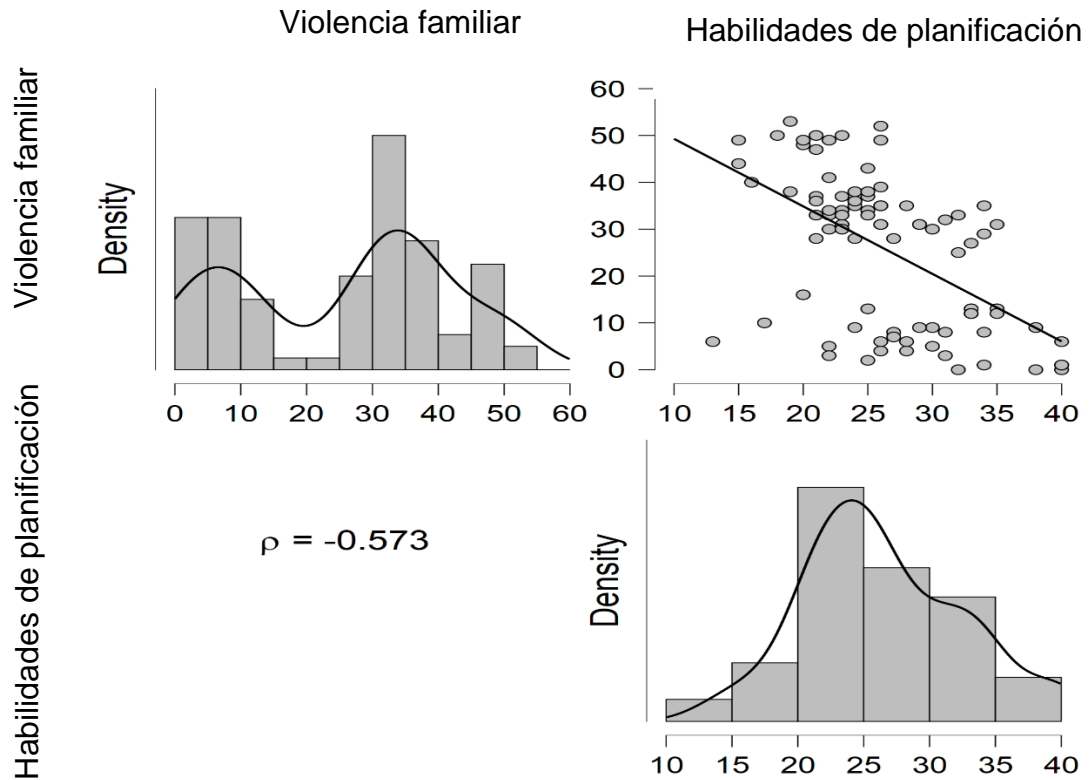 Violencia familiar
Habilidades de planificación
Violencia familiar
Density
0 10 20 30 40 50 60
60
50
40
30
20
10
0
10 15 20 25 30 35 40
Habilidades de planificación
ρ = -0.573
Density
10 15 20 25 30 35 40